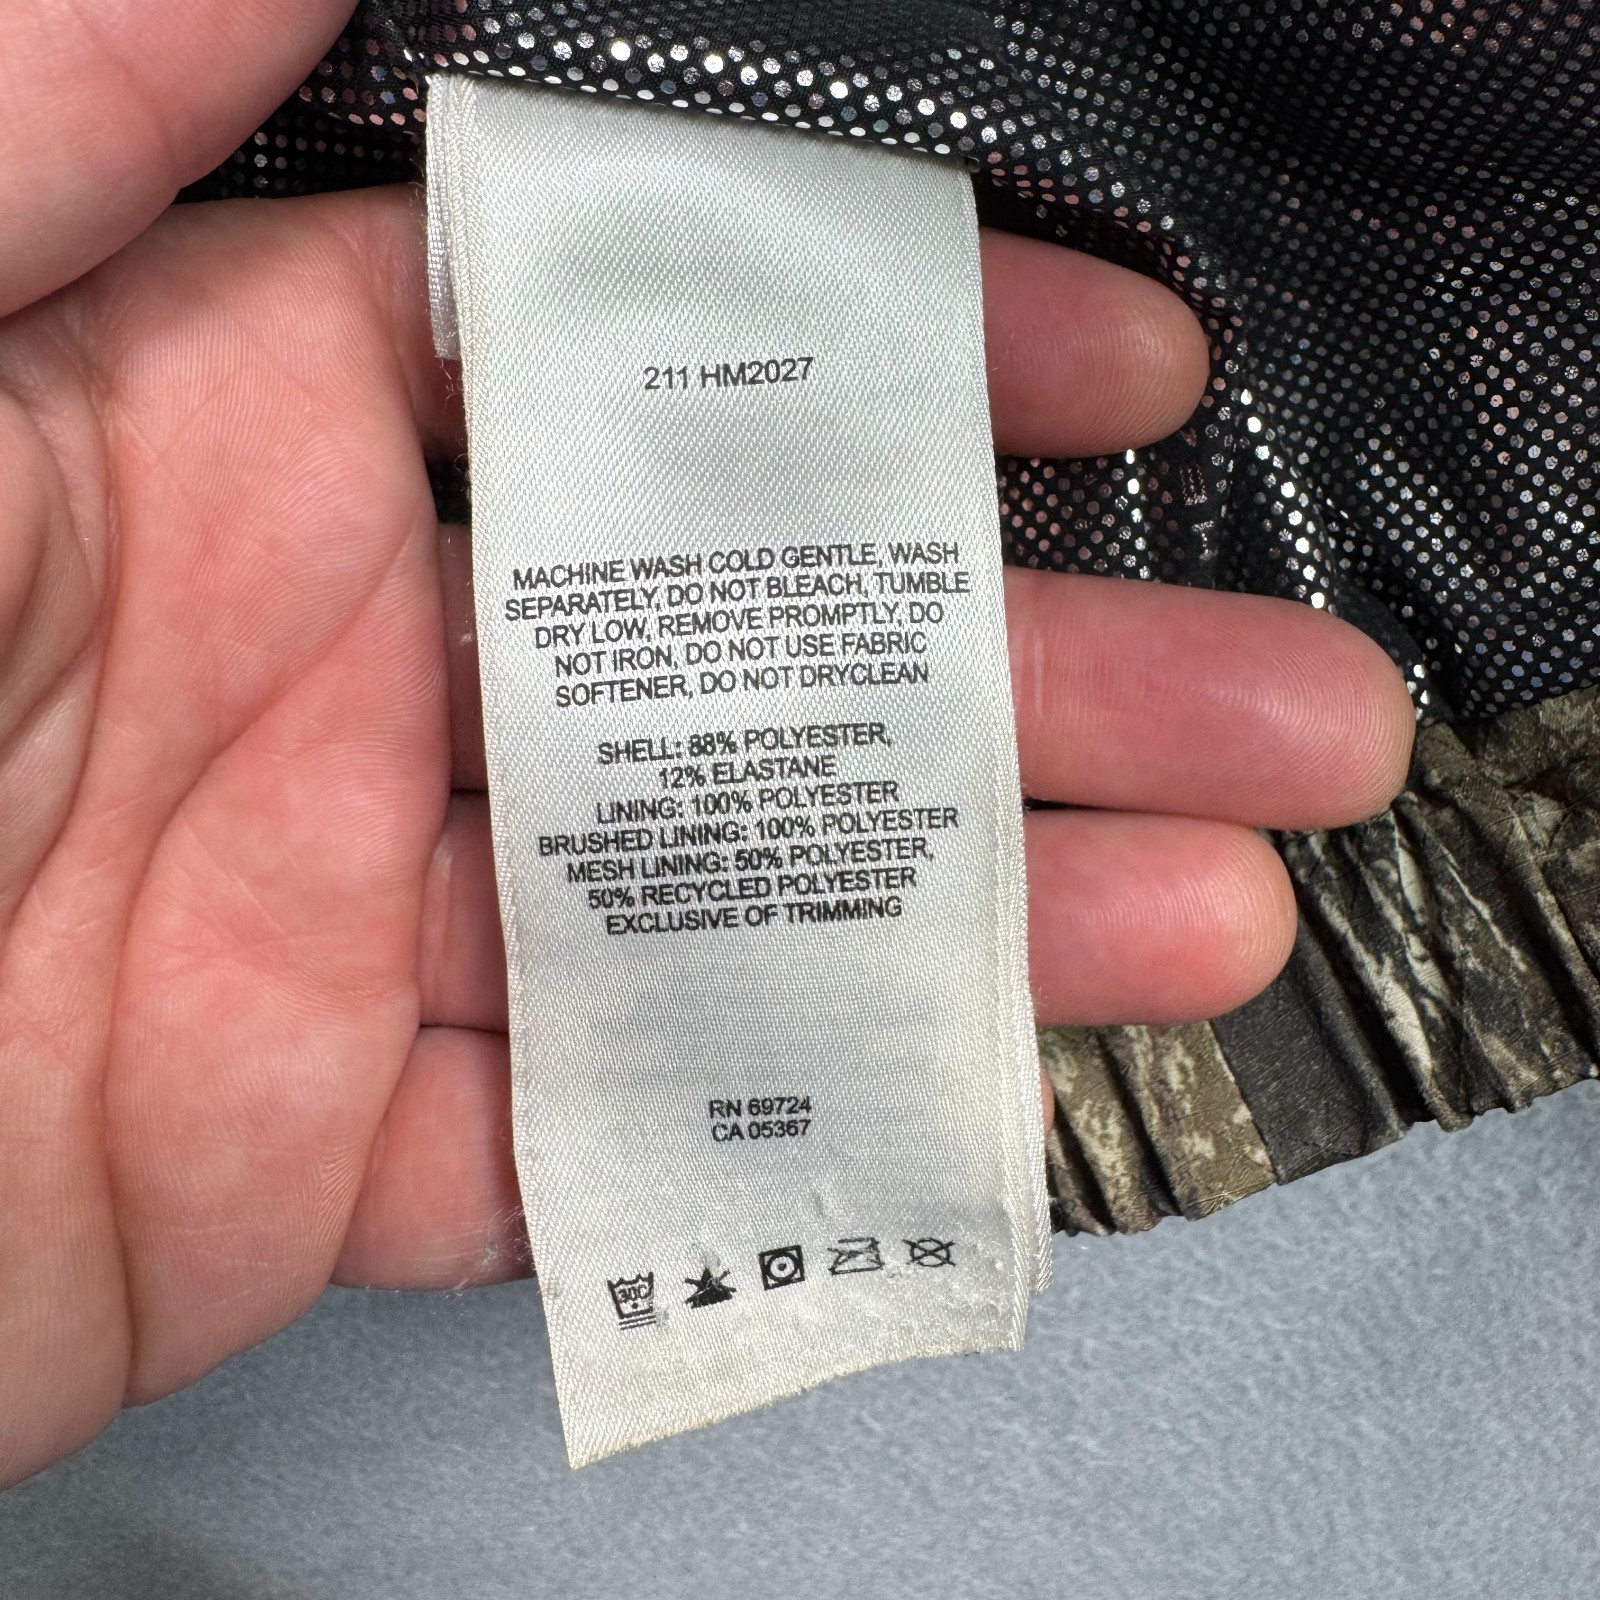 211 HM2027
MACHINE WASH COLD GENTLE, WASH
SEPARATELY, DO NOT BLEACH, TUMBLE
DRY LOW, REMOVE PROMPTLY, DO
NOT IRON, DO NOT USE FABRIC
SOFTENER, DO NOT DRYCLEAN
SHELL: 88% POLYESTER,
12% ELASTANE
LINING: 100% POLYESTER
BRUSHED LINING: 100% POLYESTER
MESH LINING: 50% POLYESTER,
50% RECYCLED POLYESTER
EXCLUSIVE OF TRIMMING
RN 69724
CA 05367
30C